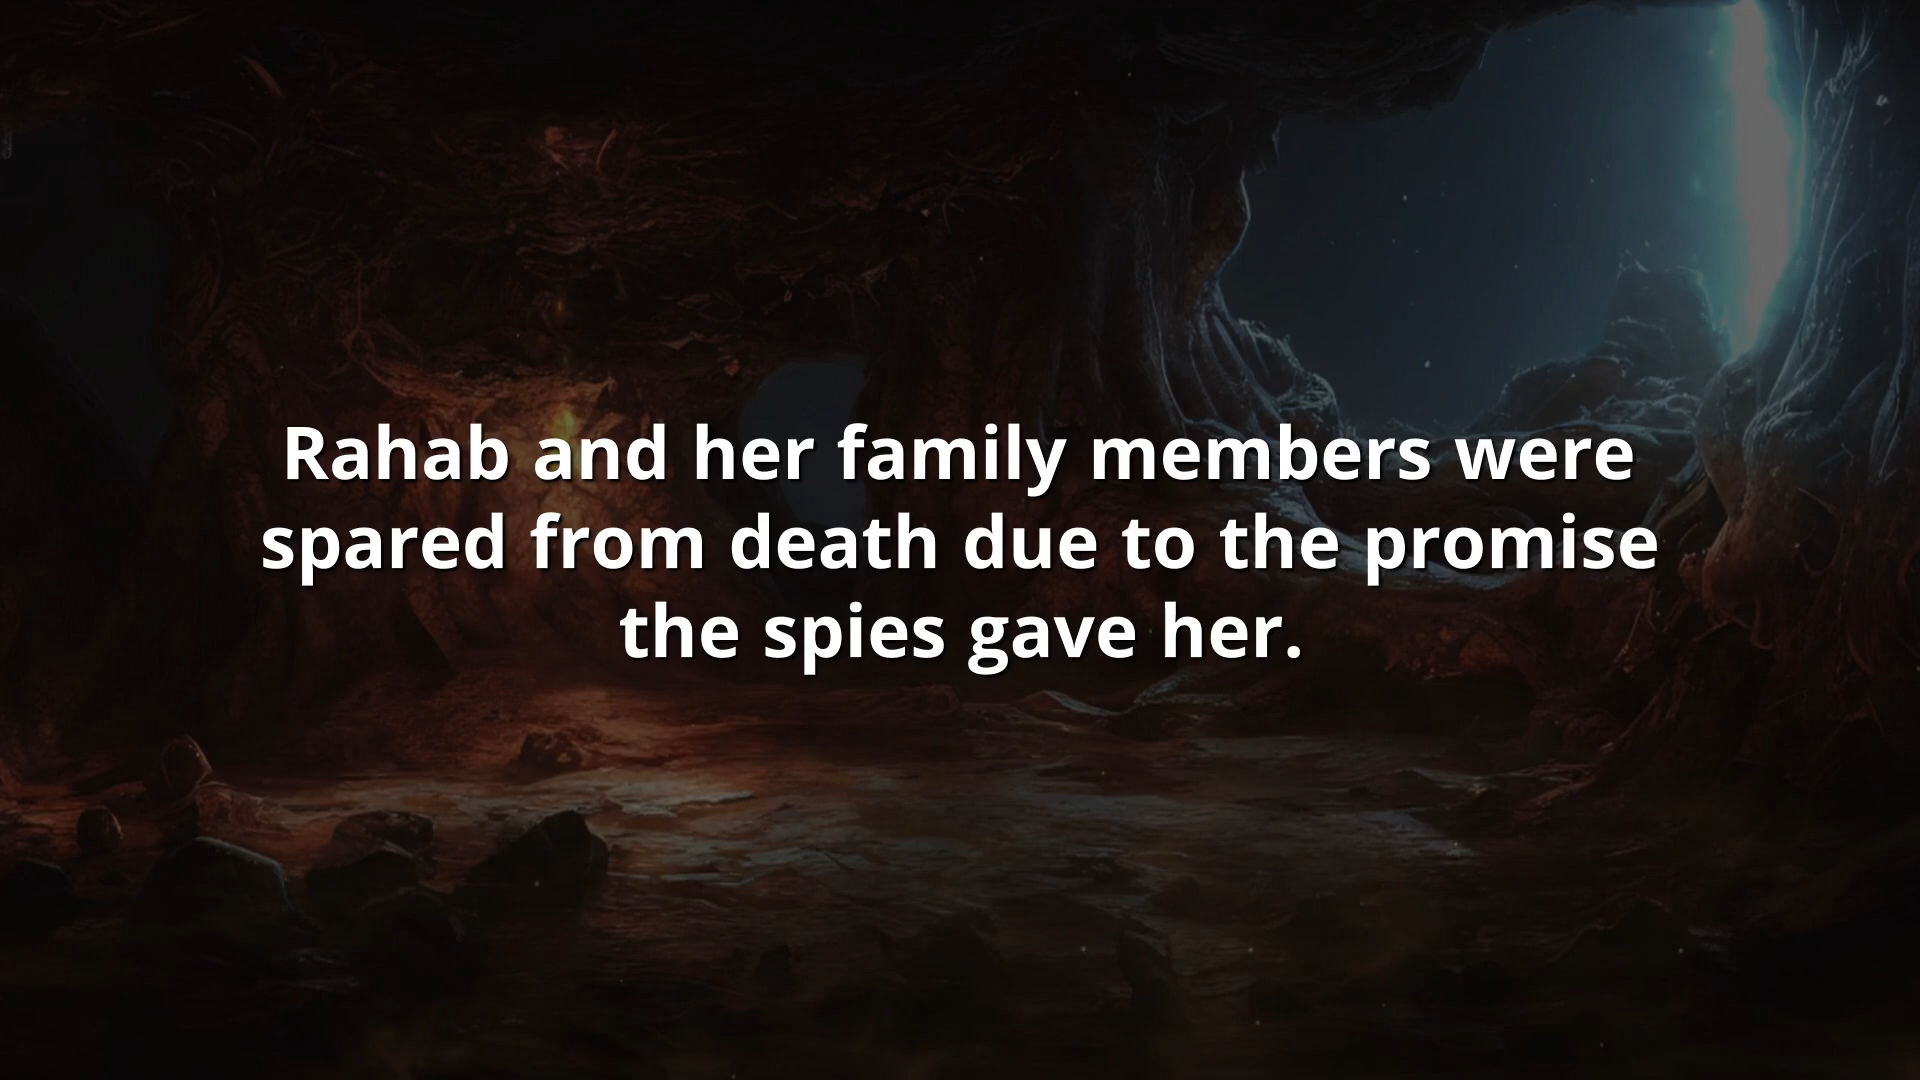 Rahab and her family members were
spared from death due to the promise
the spies gave her.